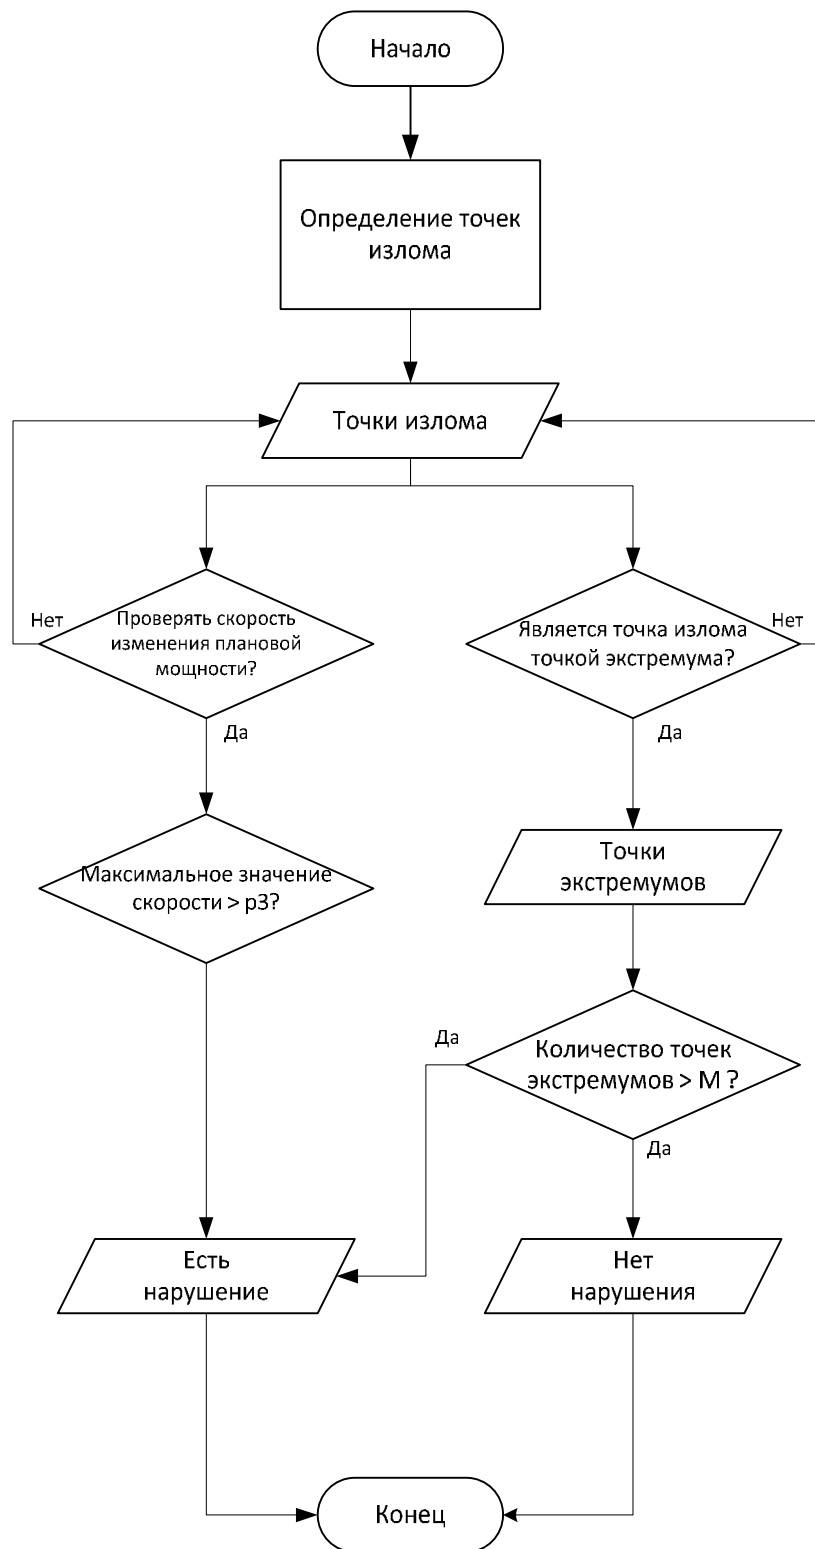 Начало
Определение точек
излома
Точки излома
Нет
Проверять скорость
изменения плановой
мощности?
Да
Является точка излома
точкой экстремума?
Нет
Да
Максимальное значение
скорости > р3?
Точки
экстремумов
Да
Количество точек
экстремумов > М ?
Да
Есть
нарушение
Нет
нарушения
Конец